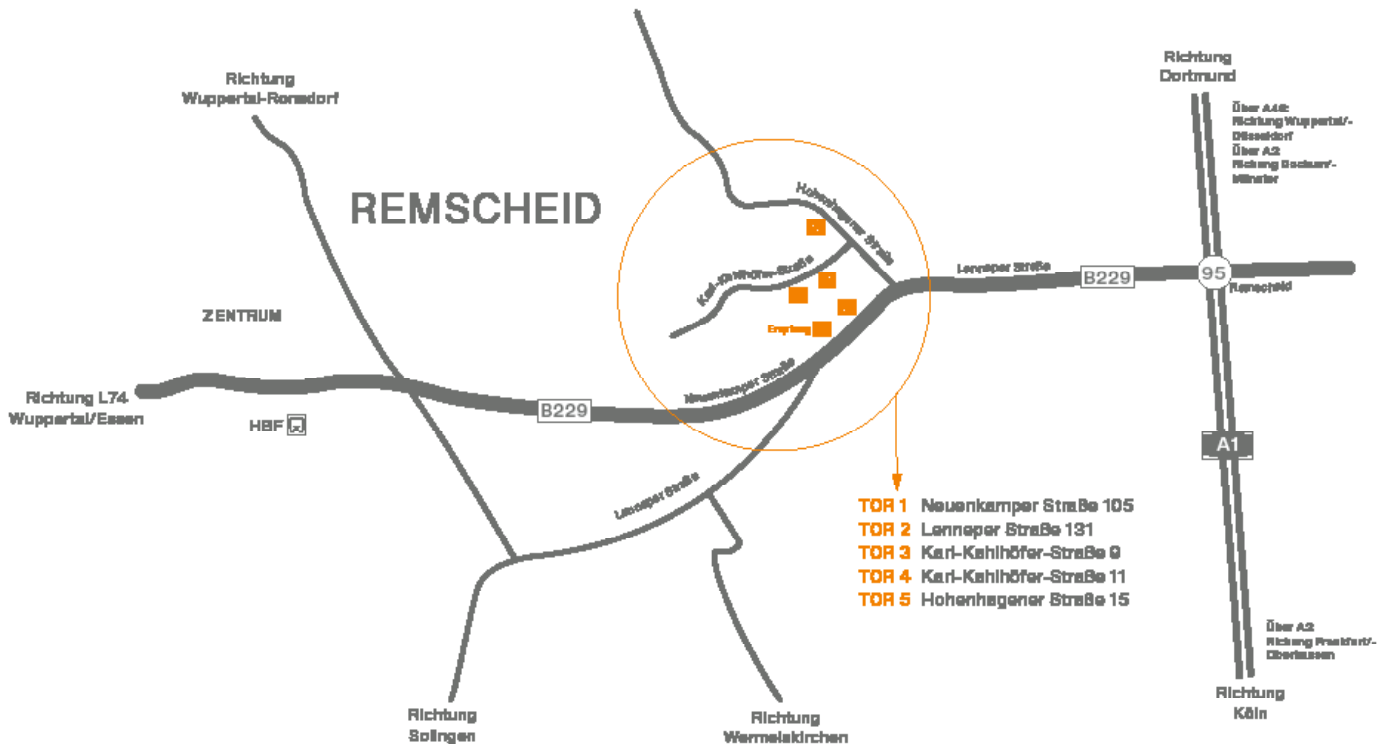 Richtung
Dortmund
Richtung
Wuppertal-Ronsdorf
Über A46:
Richtung Wuppertal/-
Düsseldorf
Über A2
Richung Bochum/-
Münster
REMSCHEID
Hohenhagener Straße
Karl-Kahlhöfer-Straße
Lenneper Straße
B229
95
Remscheid
ZENTRUM
Empfang
Neuenkamper Straße
Richtung L74
Wuppertal/Essen
B229
HBF
A1
Lenneper Straße
TOR 1 Neuenkamper Straße 105
TOR 2 Lenneper Straße 131
TOR 3 Karl-Kahlhöfer-Straße 9
TOR 4 Karl-Kahlhöfer-Straße 11
TOR 5 Hohenhagener Straße 15
Über A3
Richung Frankfurt/-
Oberhausen
Richtung
Köln
Richtung
Solingen
Richtung
Wermelskirchen